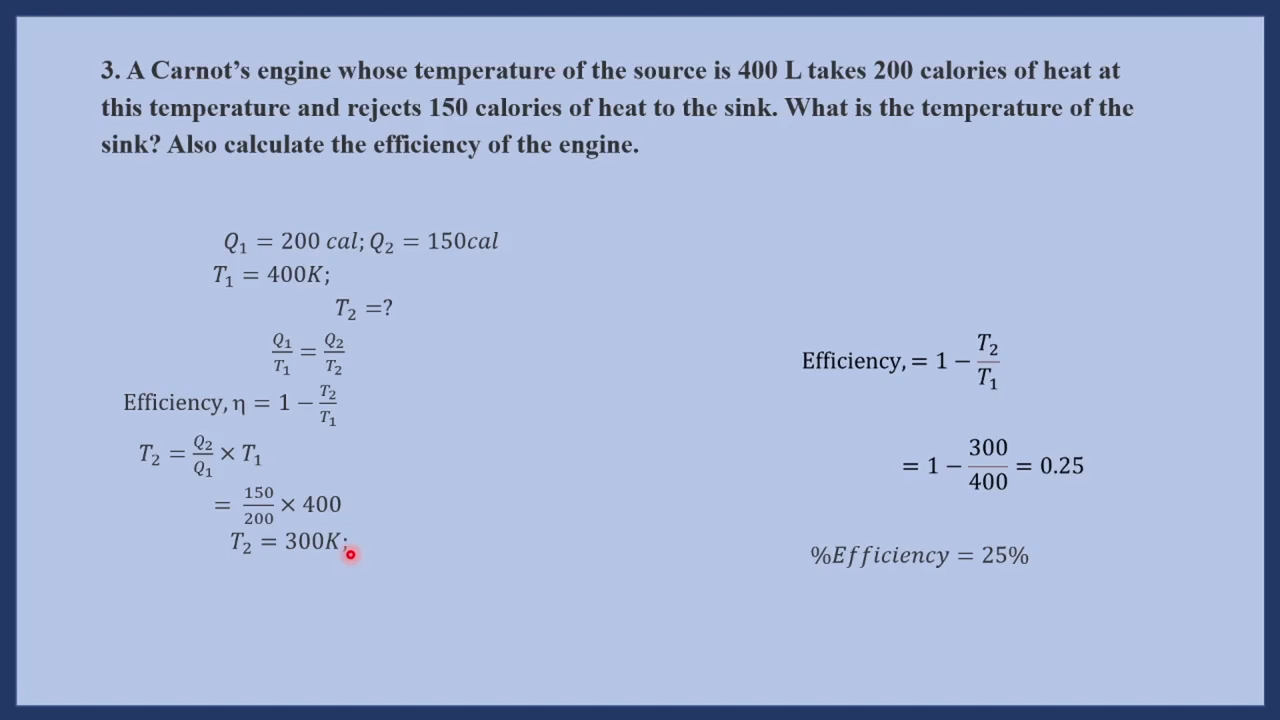 3. A Carnot’s engine whose temperature of the source is 400 L takes 200 calories of heat at
this temperature and rejects 150 calories of heat to the sink. What is the temperature of the
sink? Also calculate the efficiency of the engine.
Q₁ = 200 cal; Q₂ = 150cal
T₁ = 400K;
T₂ =?
Q₁/T₁ = Q₂/T₂
Efficiency, η = 1 − T₂/T₁
T₂ = Q₂/Q₁ × T₁
= 150/200 × 400
T₂ = 300K;
Efficiency, = 1 − T₂/T₁
= 1 − 300/400 = 0.25
%Efficiency = 25%